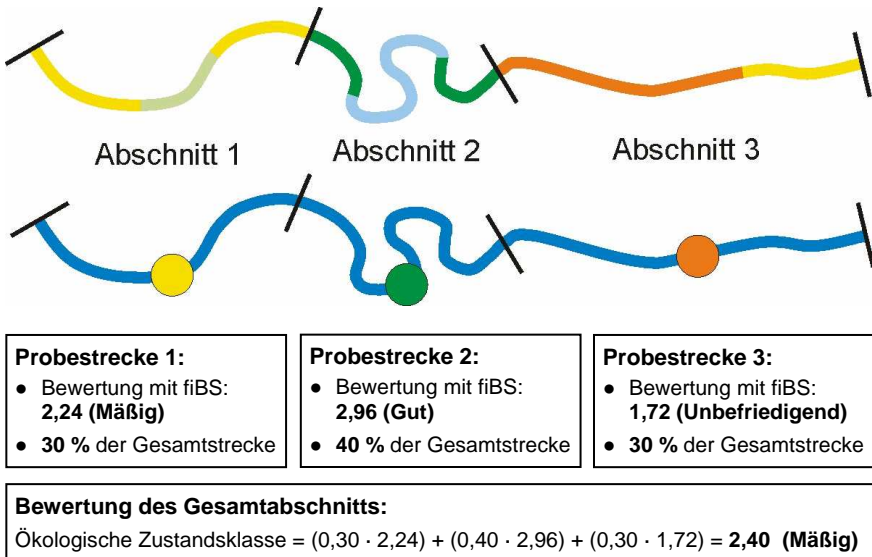 Abschnitt 1
Abschnitt 2
Abschnitt 3
Probestrecke 1:
● Bewertung mit fiBS:
2,24 (Mäßig)
● 30 % der Gesamtstrecke
Probestrecke 2:
● Bewertung mit fiBS:
2,96 (Gut)
● 40 % der Gesamtstrecke
Probestrecke 3:
● Bewertung mit fiBS:
1,72 (Unbefriedigend)
● 30 % der Gesamtstrecke
Bewertung des Gesamtabschnitts:
Ökologische Zustandsklasse = (0,30 · 2,24) + (0,40 · 2,96) + (0,30 · 1,72) = 2,40 (Mäßig)